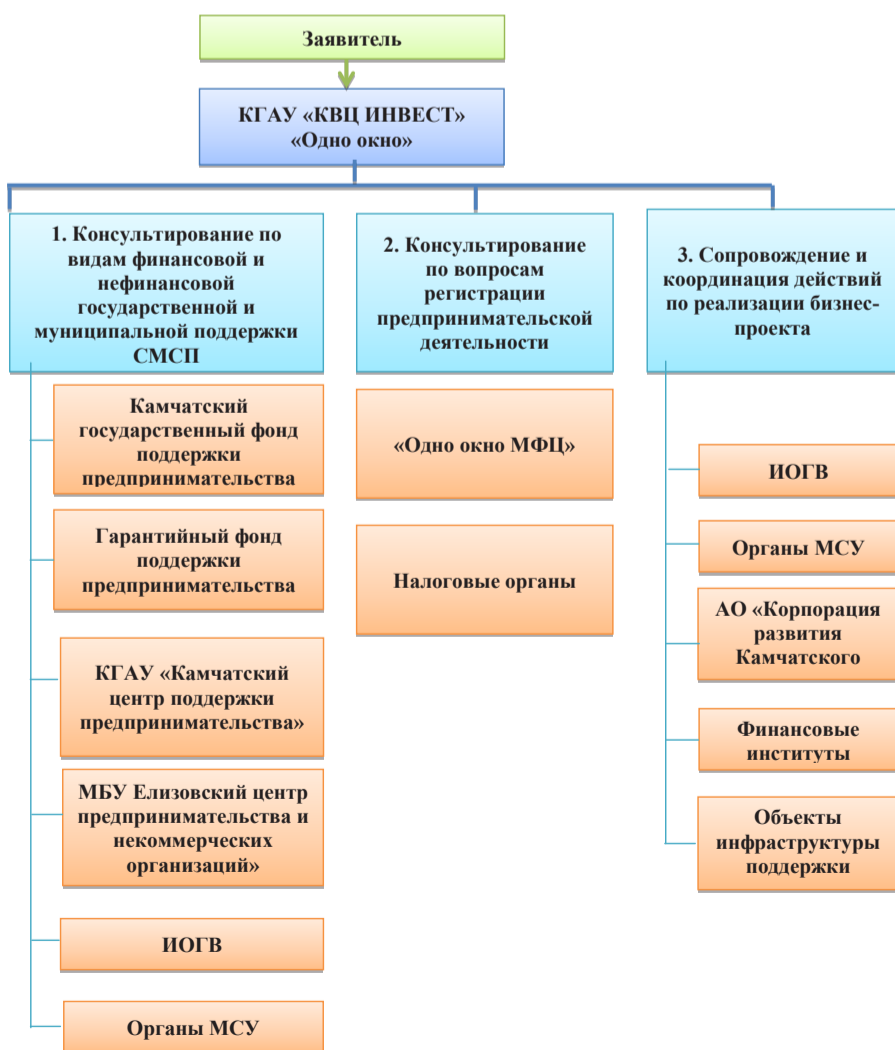 Заявитель
КГАУ «КВЦ ИНВЕСТ»
«Одно окно»
1. Консультирование по
видам финансовой и
нефинансовой
государственной и
муниципальной поддержки
СМСП
Камчатский
государственный фонд
поддержки
предпринимательства
Гарантийный фонд
поддержки
предпринимательства
КГАУ «Камчатский
центр поддержки
предпринимательства»
МБУ Елизовский центр
предпринимательства и
некоммерческих
организаций»
ИОГВ
Органы МСУ
2. Консультирование
по вопросам
регистрации
предпринимательской
деятельности
«Одно окно МФЦ»
Налоговые органы
3. Сопровождение и
координация действий
по реализации бизнес-
проекта
ИОГВ
Органы МСУ
АО «Корпорация
развития
Камчатского
Финансовые
институты
Объекты
инфраструктуры
поддержки